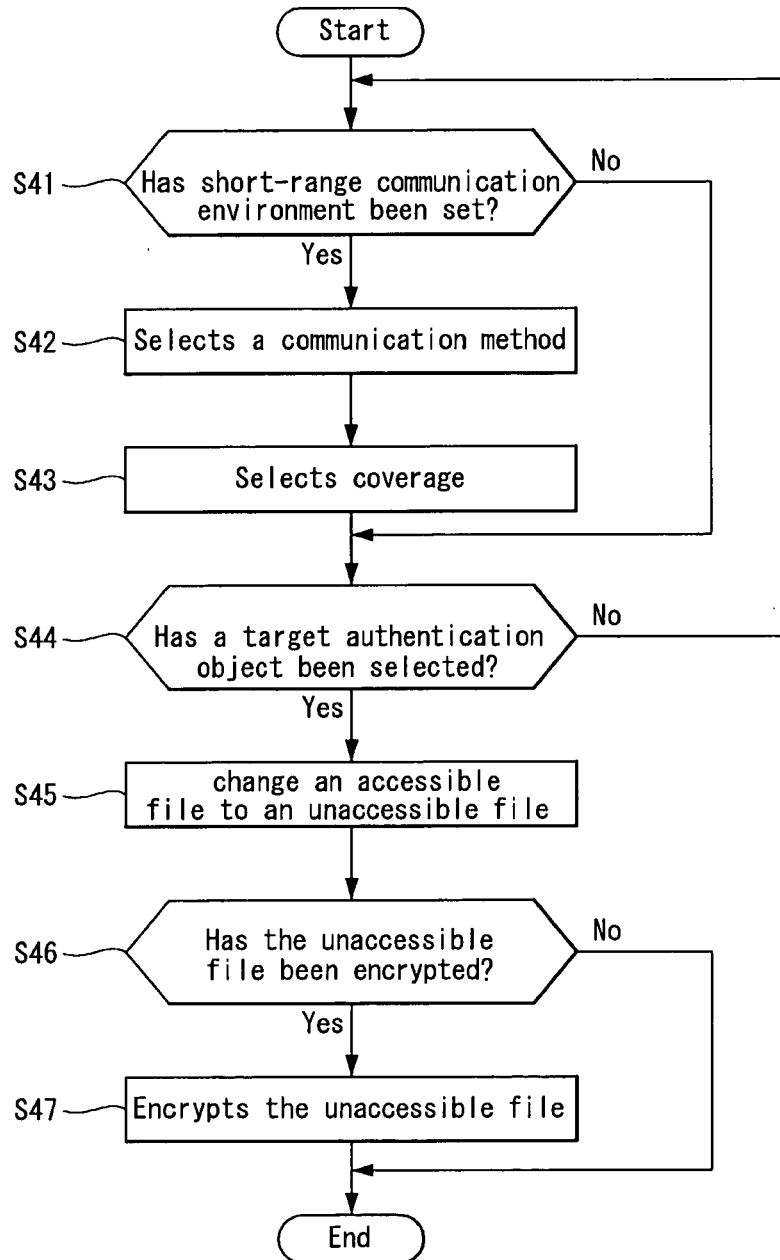 Start
No
S41
Has short-range communication
environment been set?
Yes
S42
Selects a communication method
S43
Selects coverage
No
S44
Has a target authentication
object been selected?
Yes
S45
change an accessible
file to an unaccessible file
No
S46
Has the unaccessible
file been encrypted?
Yes
S47
Encrypts the unaccessible file
End